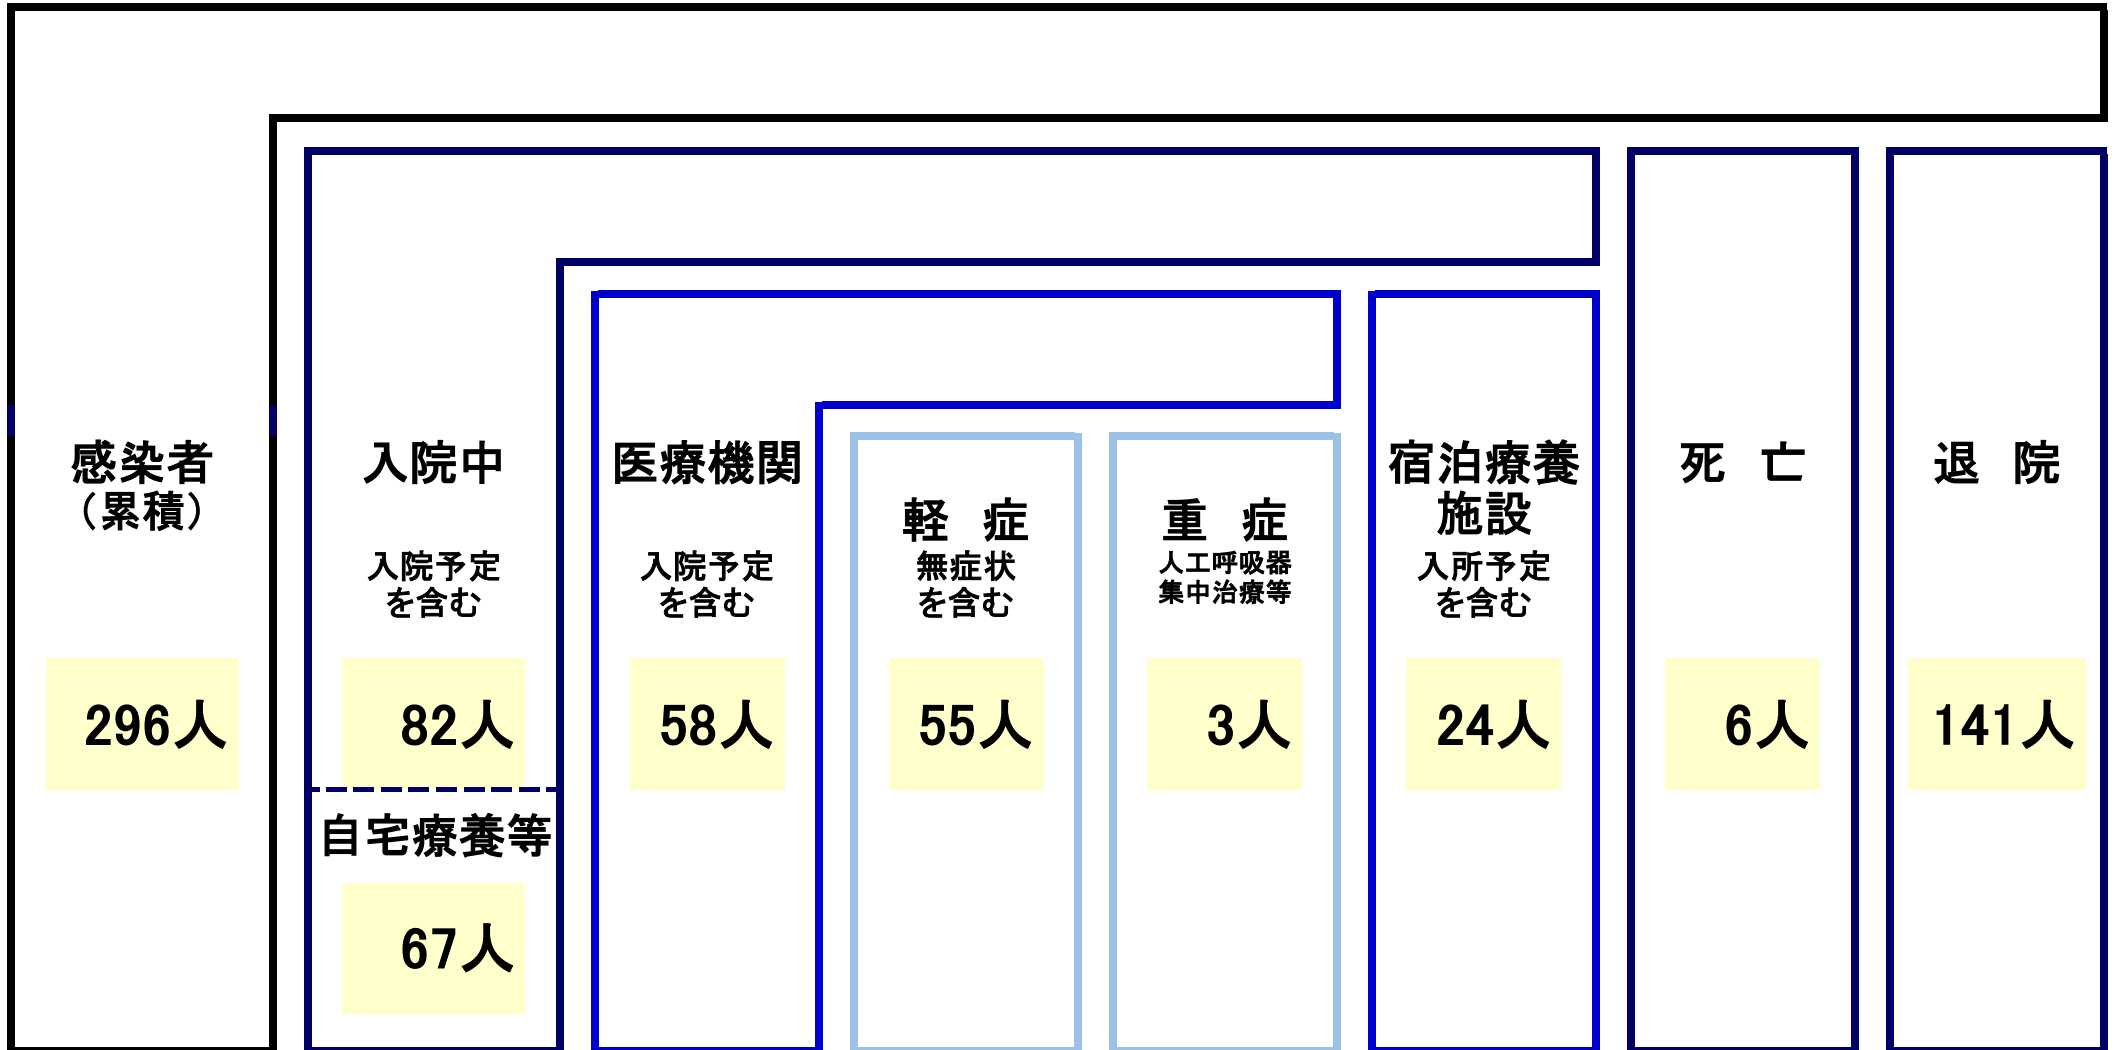 感染者
（累積）
296人
入院中
入院予定
を含む
82人
自宅療養等
67人
医療機関
入院予定
を含む
58人
軽 症
無症状
を含む
55人
重 症
人工呼吸器
集中治療等
3人
宿泊療養
施設
入所予定
を含む
24人
死 亡
6人
退 院
141人